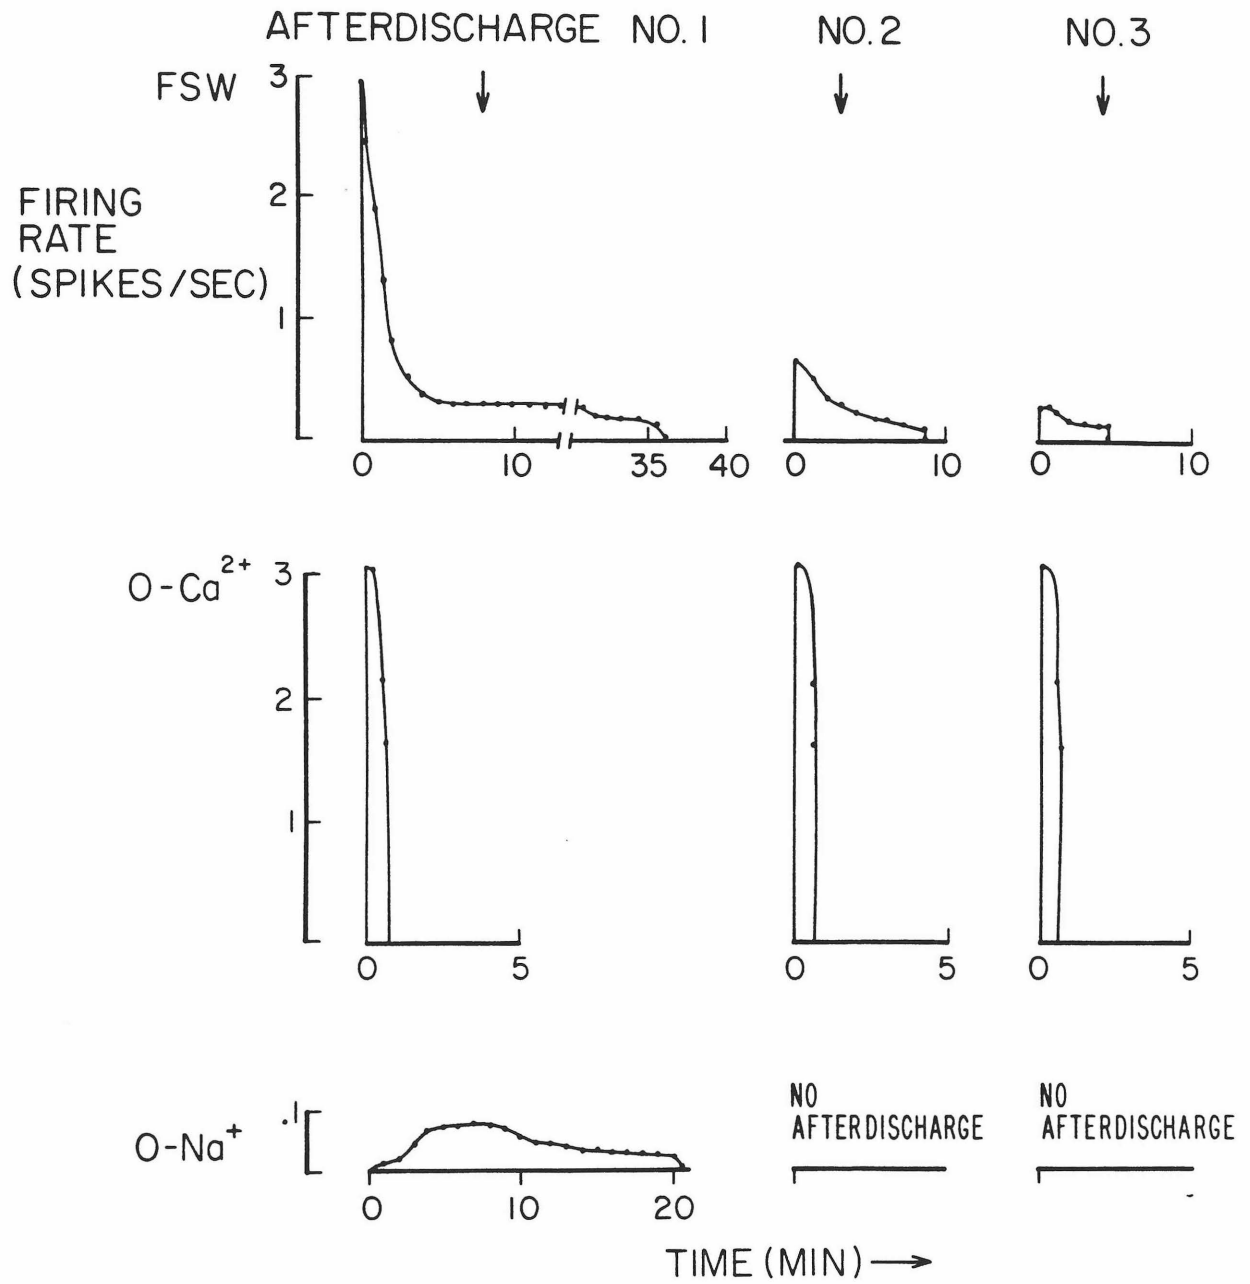 AFTERDISCHARGE NO. 1 NO. 2 NO. 3
FSW
FIRING
RATE
(SPIKES/SEC)
3
2
1
0 10 35 40
0 10
0 10
O-Ca2+
3
2
1
0 5
0 5
0 5
O-Na+
.1
0 10 20
NO
AFTERDISCHARGE
NO
AFTERDISCHARGE
TIME (MIN)